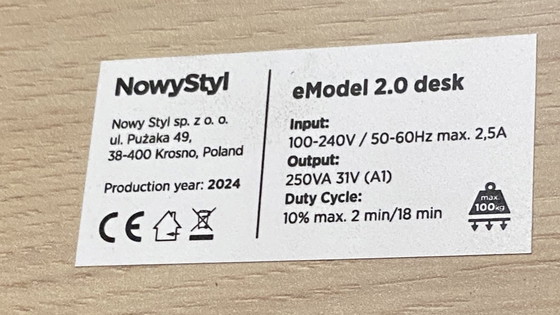 NowyStyl
Nowy Styl sp. z o. o.
ul. Pużaka 49,
38-400 Krosno, Poland
Production year: 2024
CE
eModel 2.0 desk
Input:
100-240V / 50-60Hz max. 2,5A
Output:
250VA 31V (A1)
Duty Cycle:
10% max. 2 min/18 min
max.
100kg